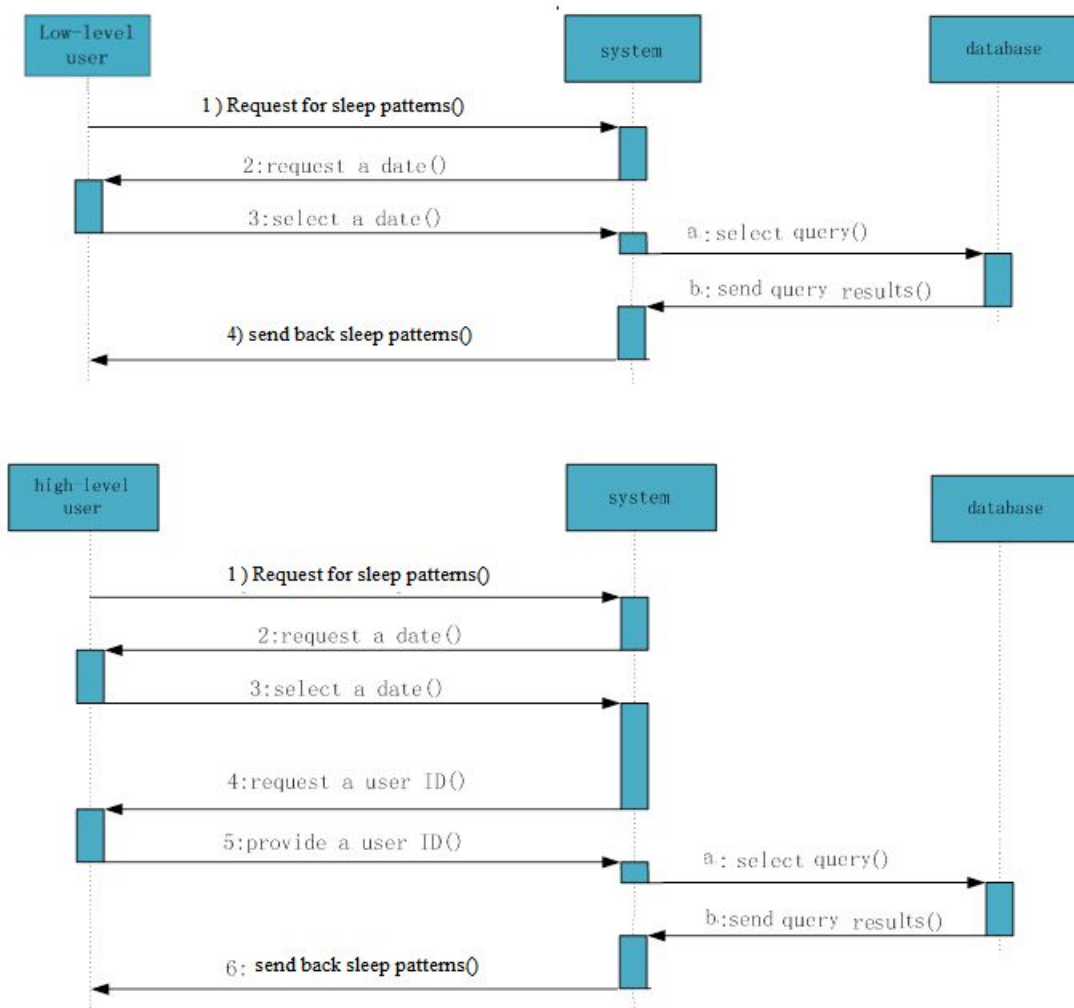 Low-level
user
system
database
1 ) Request for sleep patterns()
2:request a date()
3:select a date()
a.:select query()
b.: send query results()
4) send back sleep patterns()
high-level
user
system
database
1 ) Request for sleep patterns()
2:request a date()
3:select a date()
4:request a user ID()
5:provide a user ID()
a.: select query()
b.:send query results()
6: send back sleep patterns()